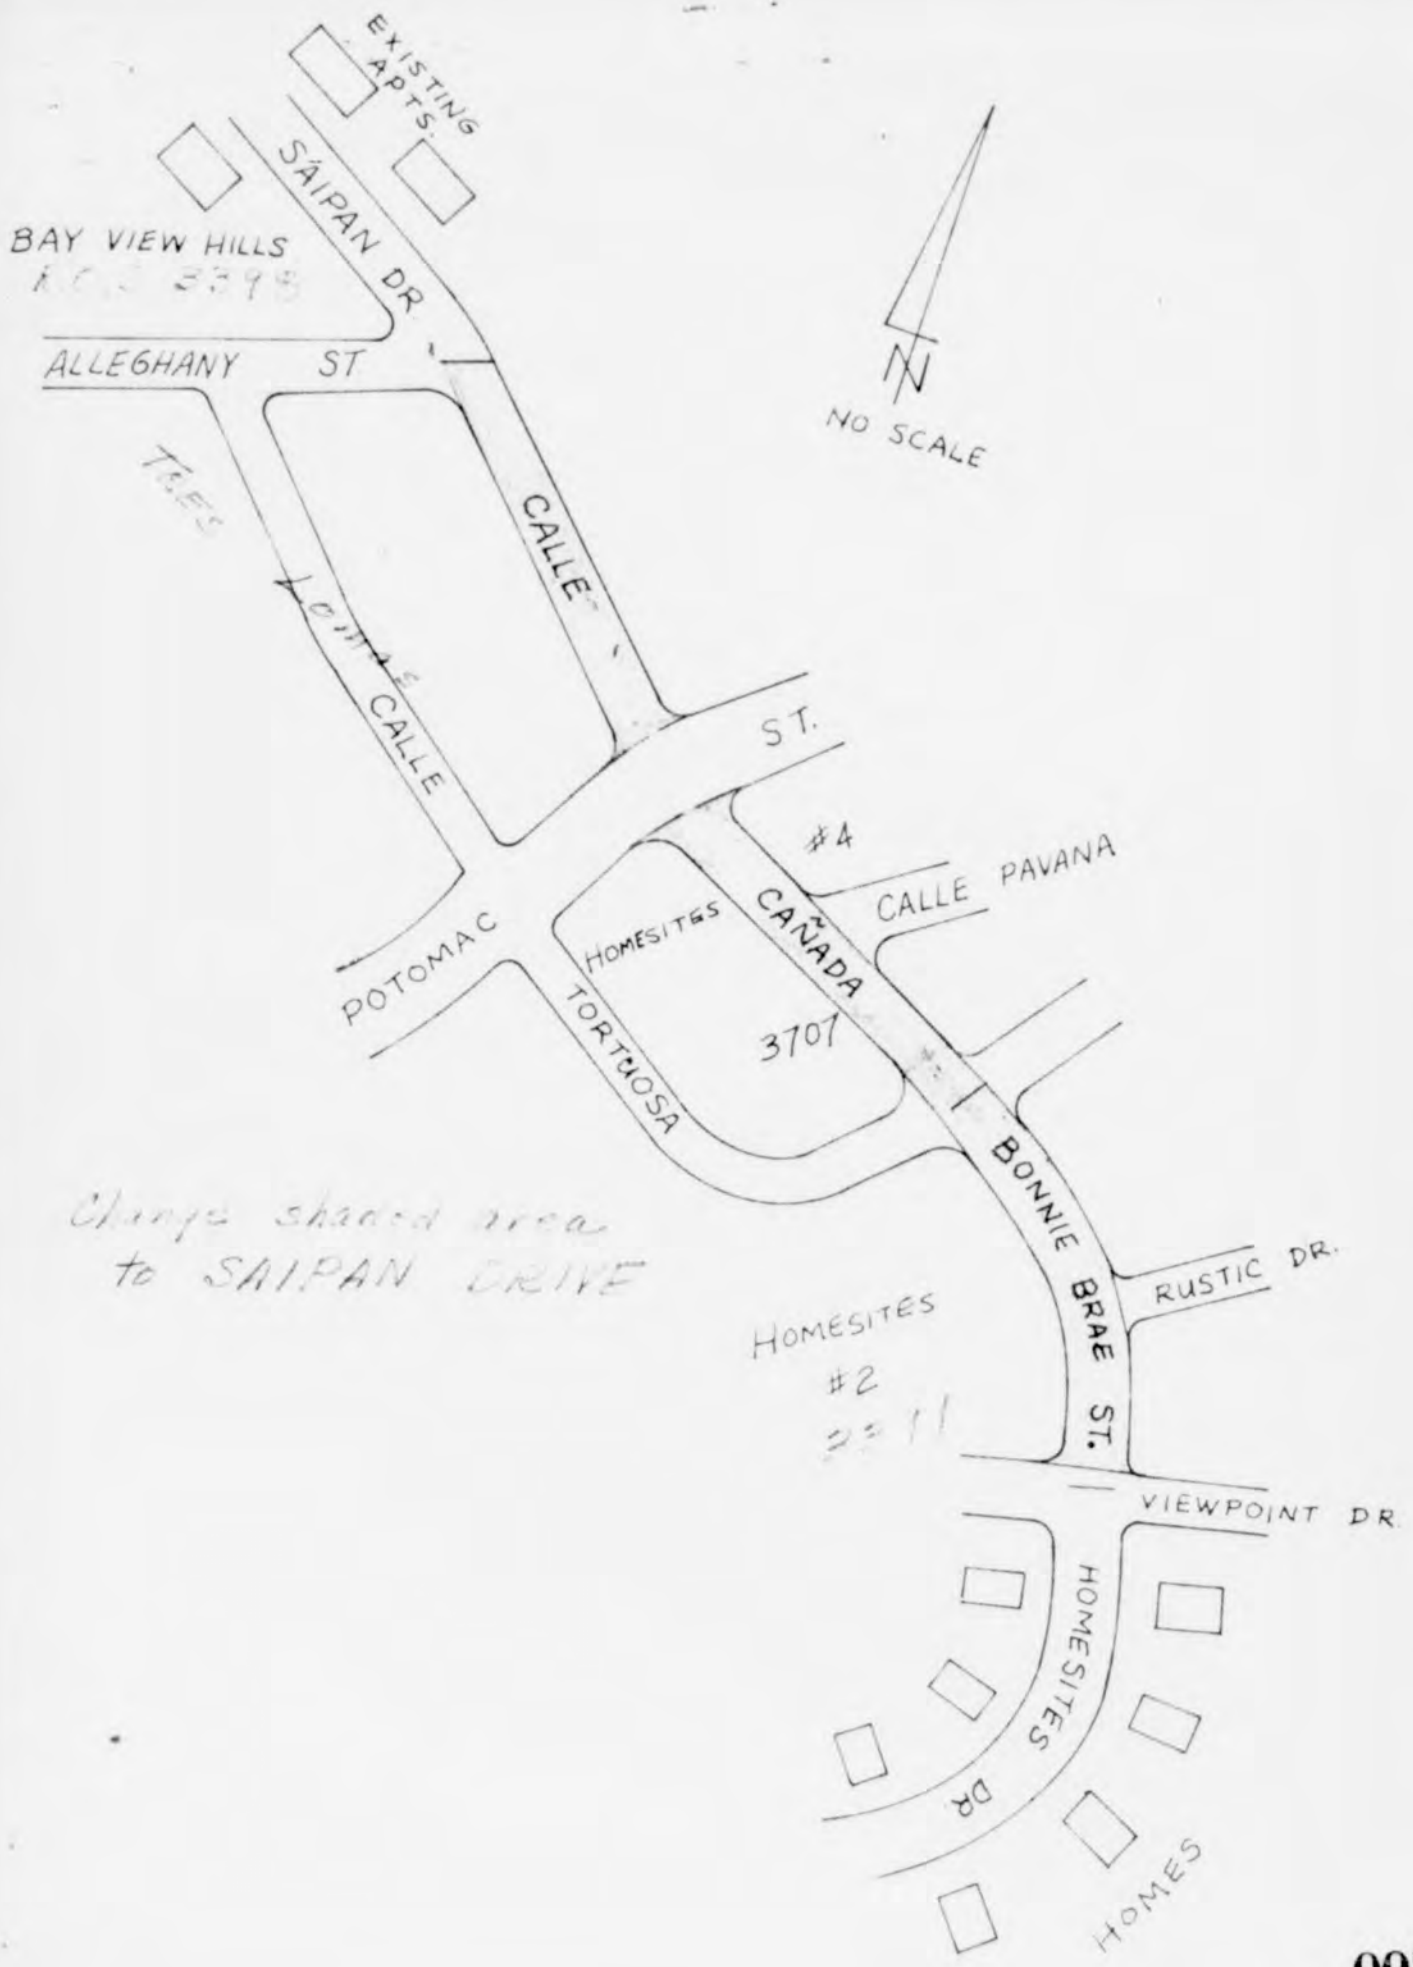 EXISTING
APTS.
SAIPAN DR.
BAY VIEW HILLS
ALLEGHANY ST
N
NO SCALE
TRES
LOMAS
CALLE
CALLE
ST.
#4
CALLE PAVANA
CAÑADA
HOMESITES
POTOMAC
TORTUOSA
3707
BONNIE BRAE ST.
Change shaded area
to SAIPAN DRIVE
RUSTIC DR.
HOMESITES
#2
VIEWPOINT DR.
HOMESITES DR
HOMES